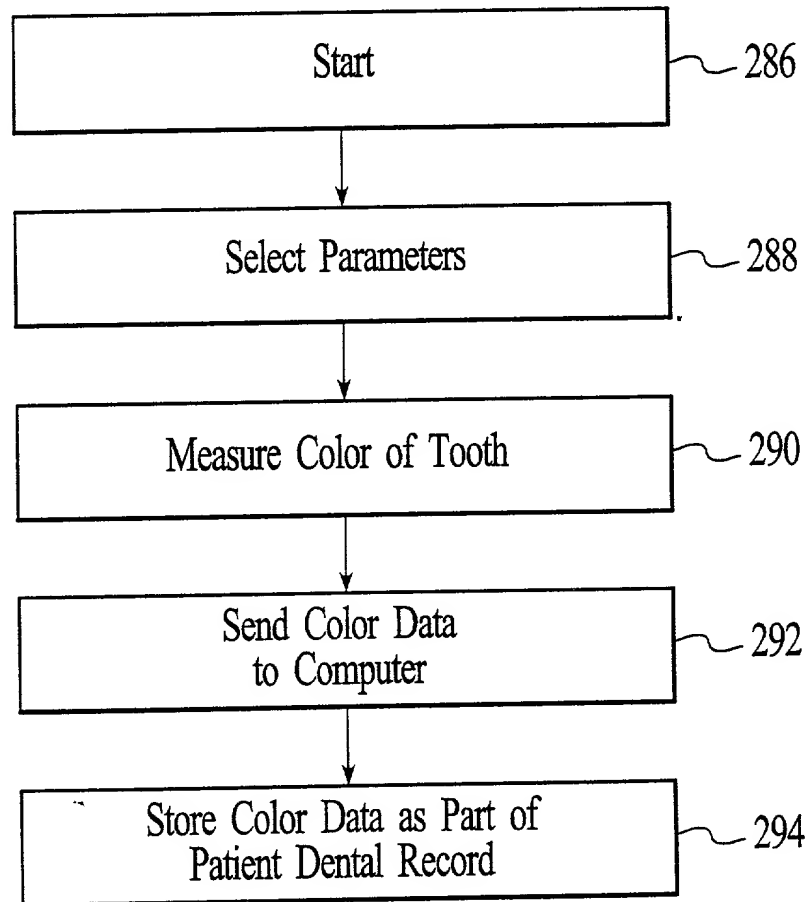 Start
286
Select Parameters
288
Measure Color of Tooth
290
Send Color Data
to Computer
292
Store Color Data as Part of
Patient Dental Record
294